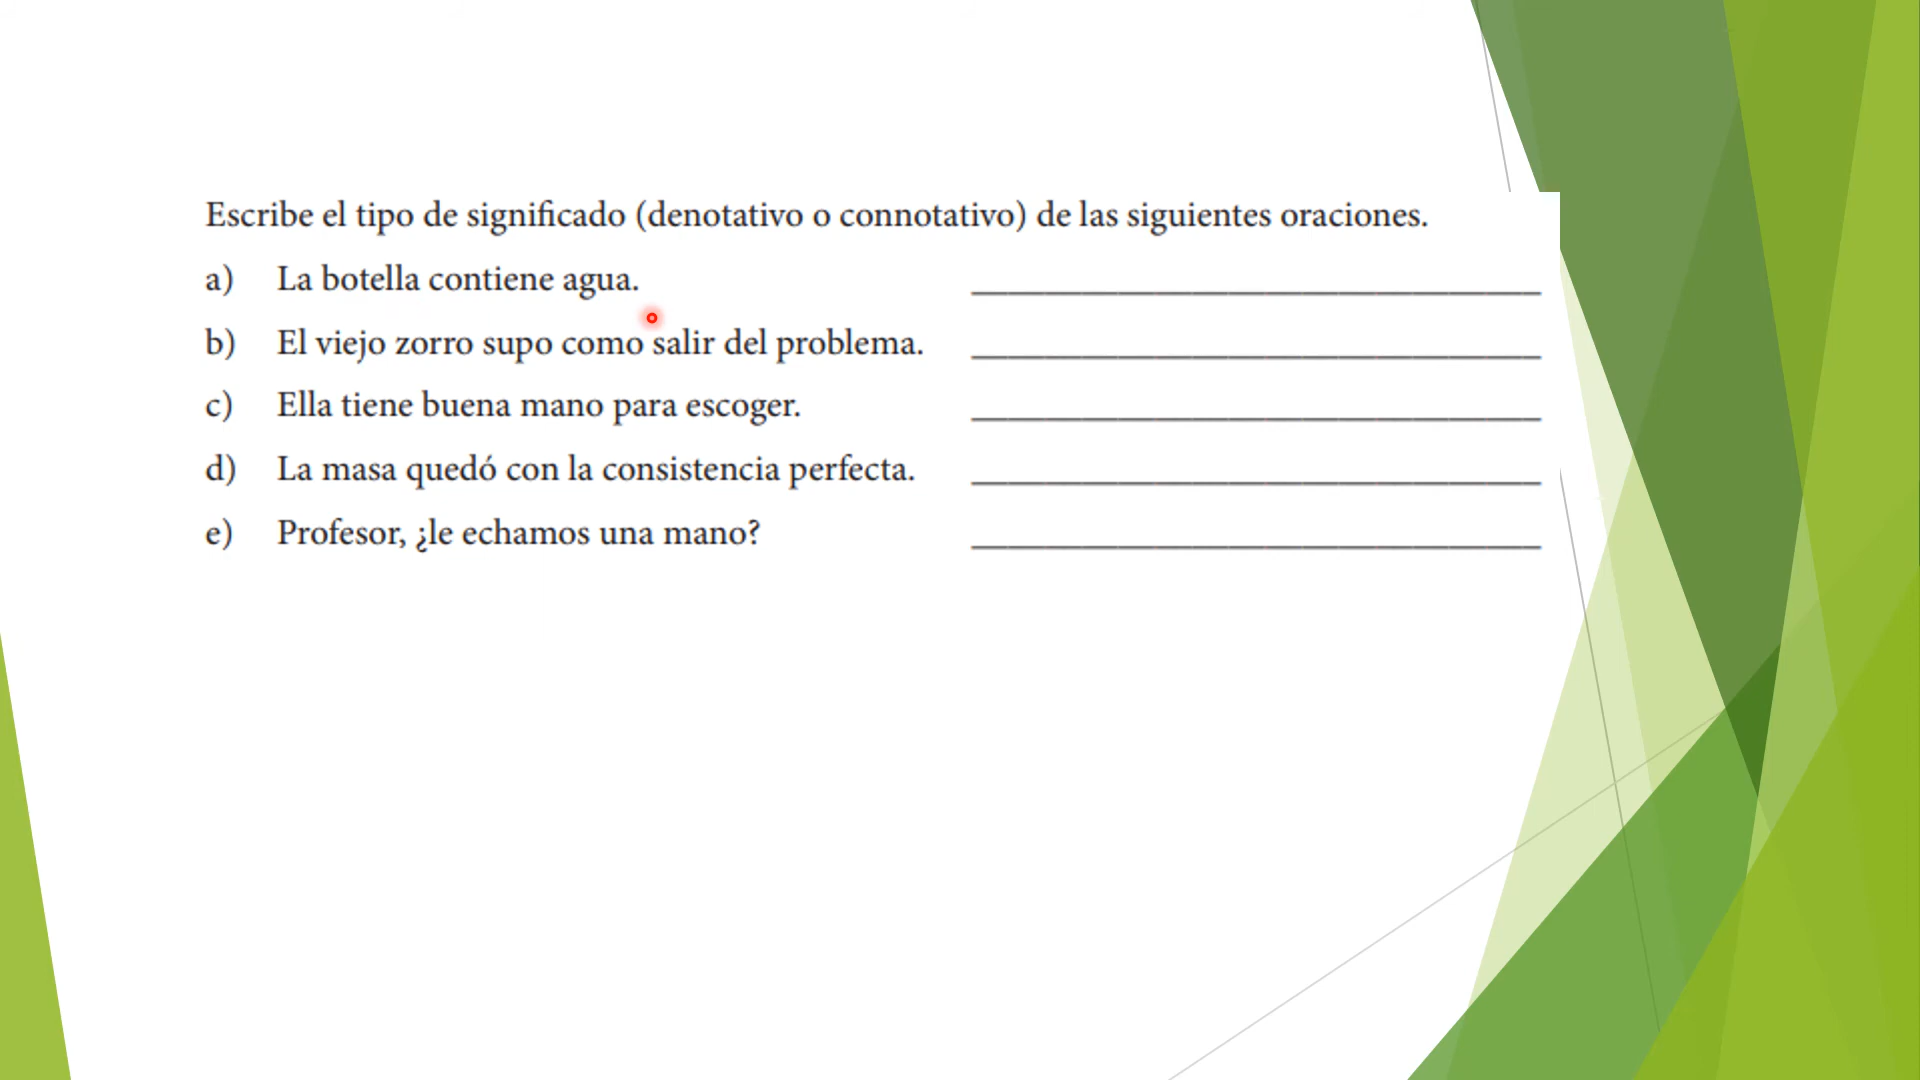 Escribe el tipo de significado (denotativo o connotativo) de las siguientes oraciones.
a) La botella contiene agua.
b) El viejo zorro supo como salir del problema.
c) Ella tiene buena mano para escoger.
d) La masa quedó con la consistencia perfecta.
e) Profesor, ¿le echamos una mano?